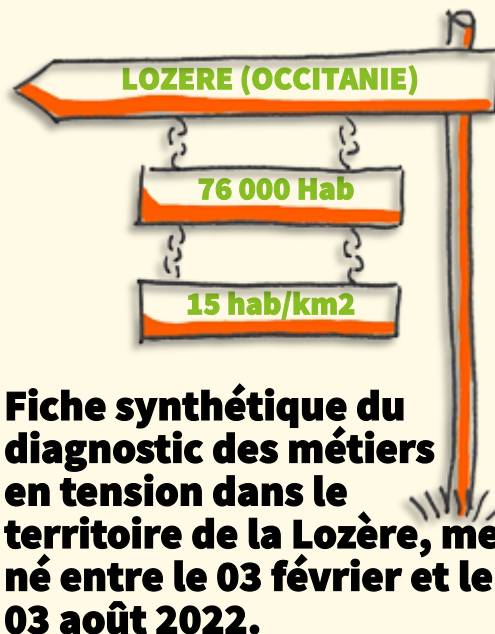 LOZERE (OCCITANIE)
76 000 Hab
15 hab/km2
Fiche synthétique du
diagnostic des métiers
en tension dans le
territoire de la Lozère, me
né entre le 03 février et le
03 août 2022.